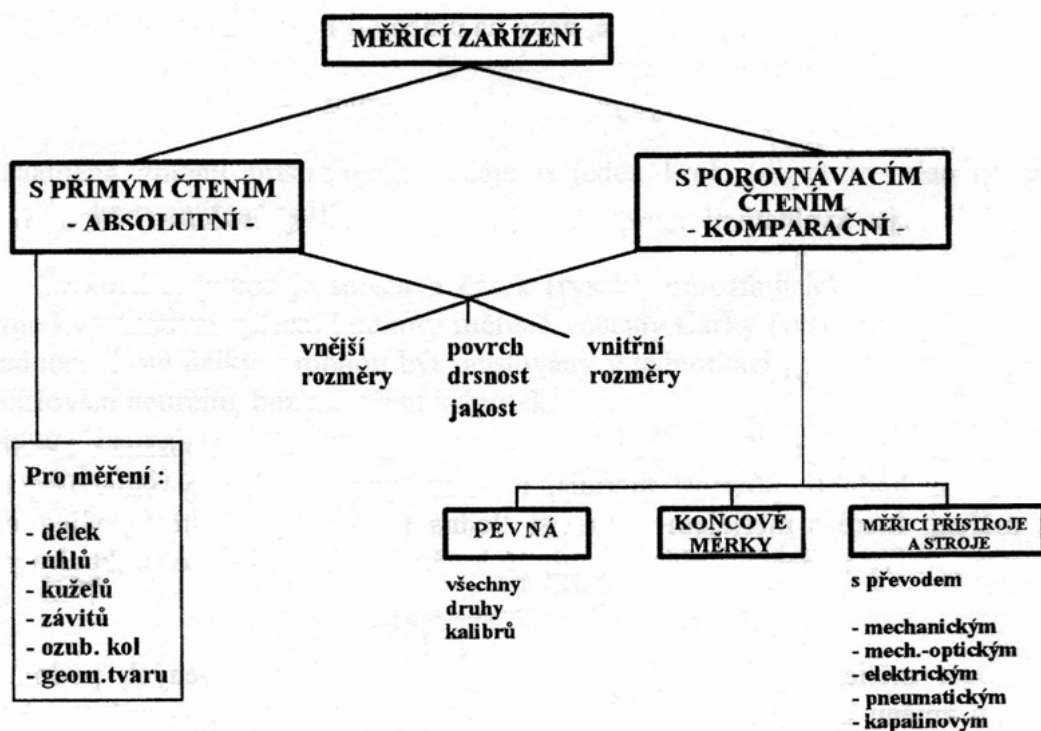 MĚŘICÍ ZAŘÍZENÍ
S PŘÍMÝM ČTENÍM
- ABSOLUTNÍ -
S POROVNÁVACÍM
ČTENÍM
- KOMPARAČNÍ -
vnější
rozměry
povrch
drsnost
jakost
vnitřní
rozměry
Pro měření :
- délek
- úhlů
- kuželů
- závitů
- ozub. kol
- geom.tvaru
PEVNÁ
všechny
druhy
kalibrů
KONCOVÉ
MĚRKY
MĚŘICÍ PŘÍSTROJE
A STROJE
s převodem
- mechanickým
- mech.-optickým
- elektrickým
- pneumatickým
- kapalinovým